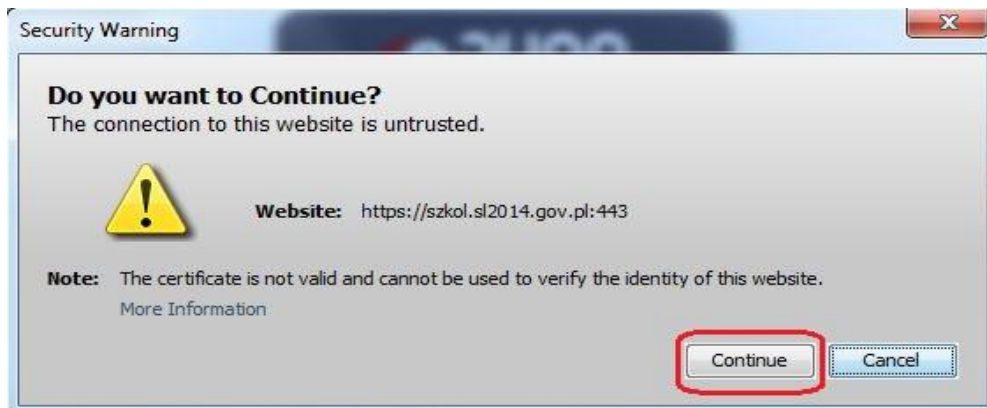 Security Warning
Do you want to Continue?
The connection to this website is untrusted.
Website: https://szkol.sl2014.gov.pl:443
Note: The certificate is not valid and cannot be used to verify the identity of this website.
More Information
Continue Cancel